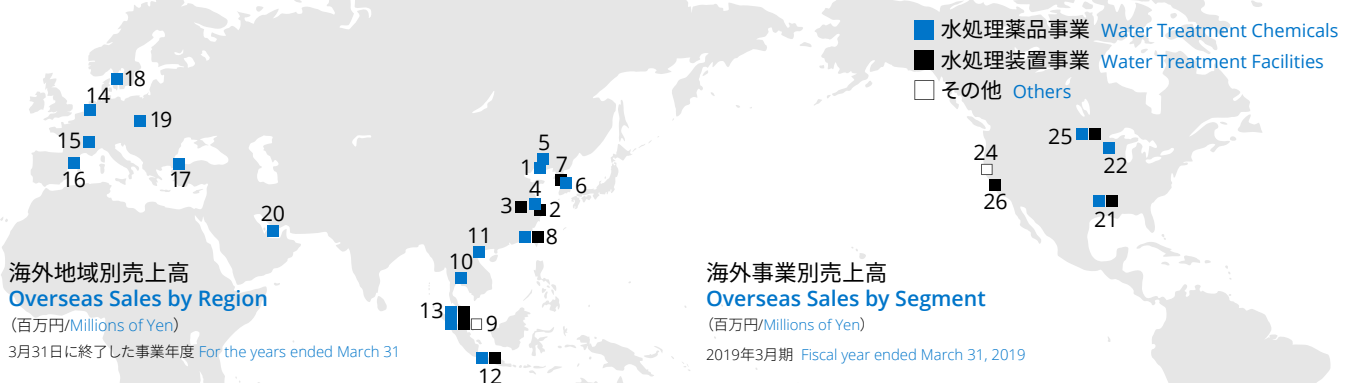 水処理薬品事業 Water Treatment Chemicals
水処理装置事業 Water Treatment Facilities
その他 Others
18
14
19
15
16
17
20
5
1
7
6
4
3
2
8
11
10
13
9
12
25
22
24
26
21
海外地域別売上高
Overseas Sales by Region
（百万円/Millions of Yen）
3月31日に終了した事業年度 For the years ended March 31
海外事業別売上高
Overseas Sales by Segment
（百万円/Millions of Yen）
2019年3月期 Fiscal year ended March 31, 2019